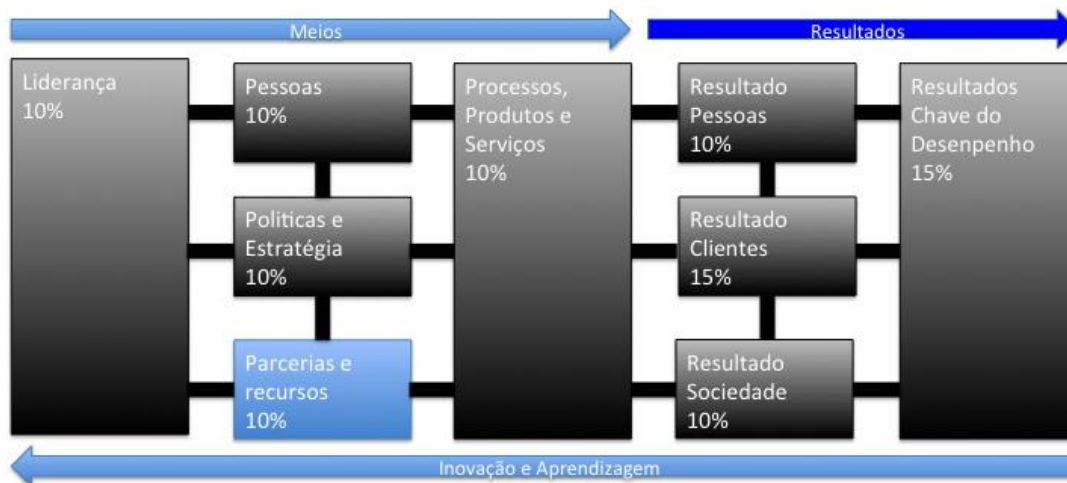 Meios
Resultados
Liderança
10%
Pessoas
10%
Processos,
Produtos e
Serviços
10%
Resultado
Pessoas
10%
Resultados
Chave do
Desenpenho
15%
Politicas e
Estratégia
10%
Resultado
Clientes
15%
Parcerias e
recursos
10%
Resultado
Sociedade
10%
Inovação e Aprendizagem